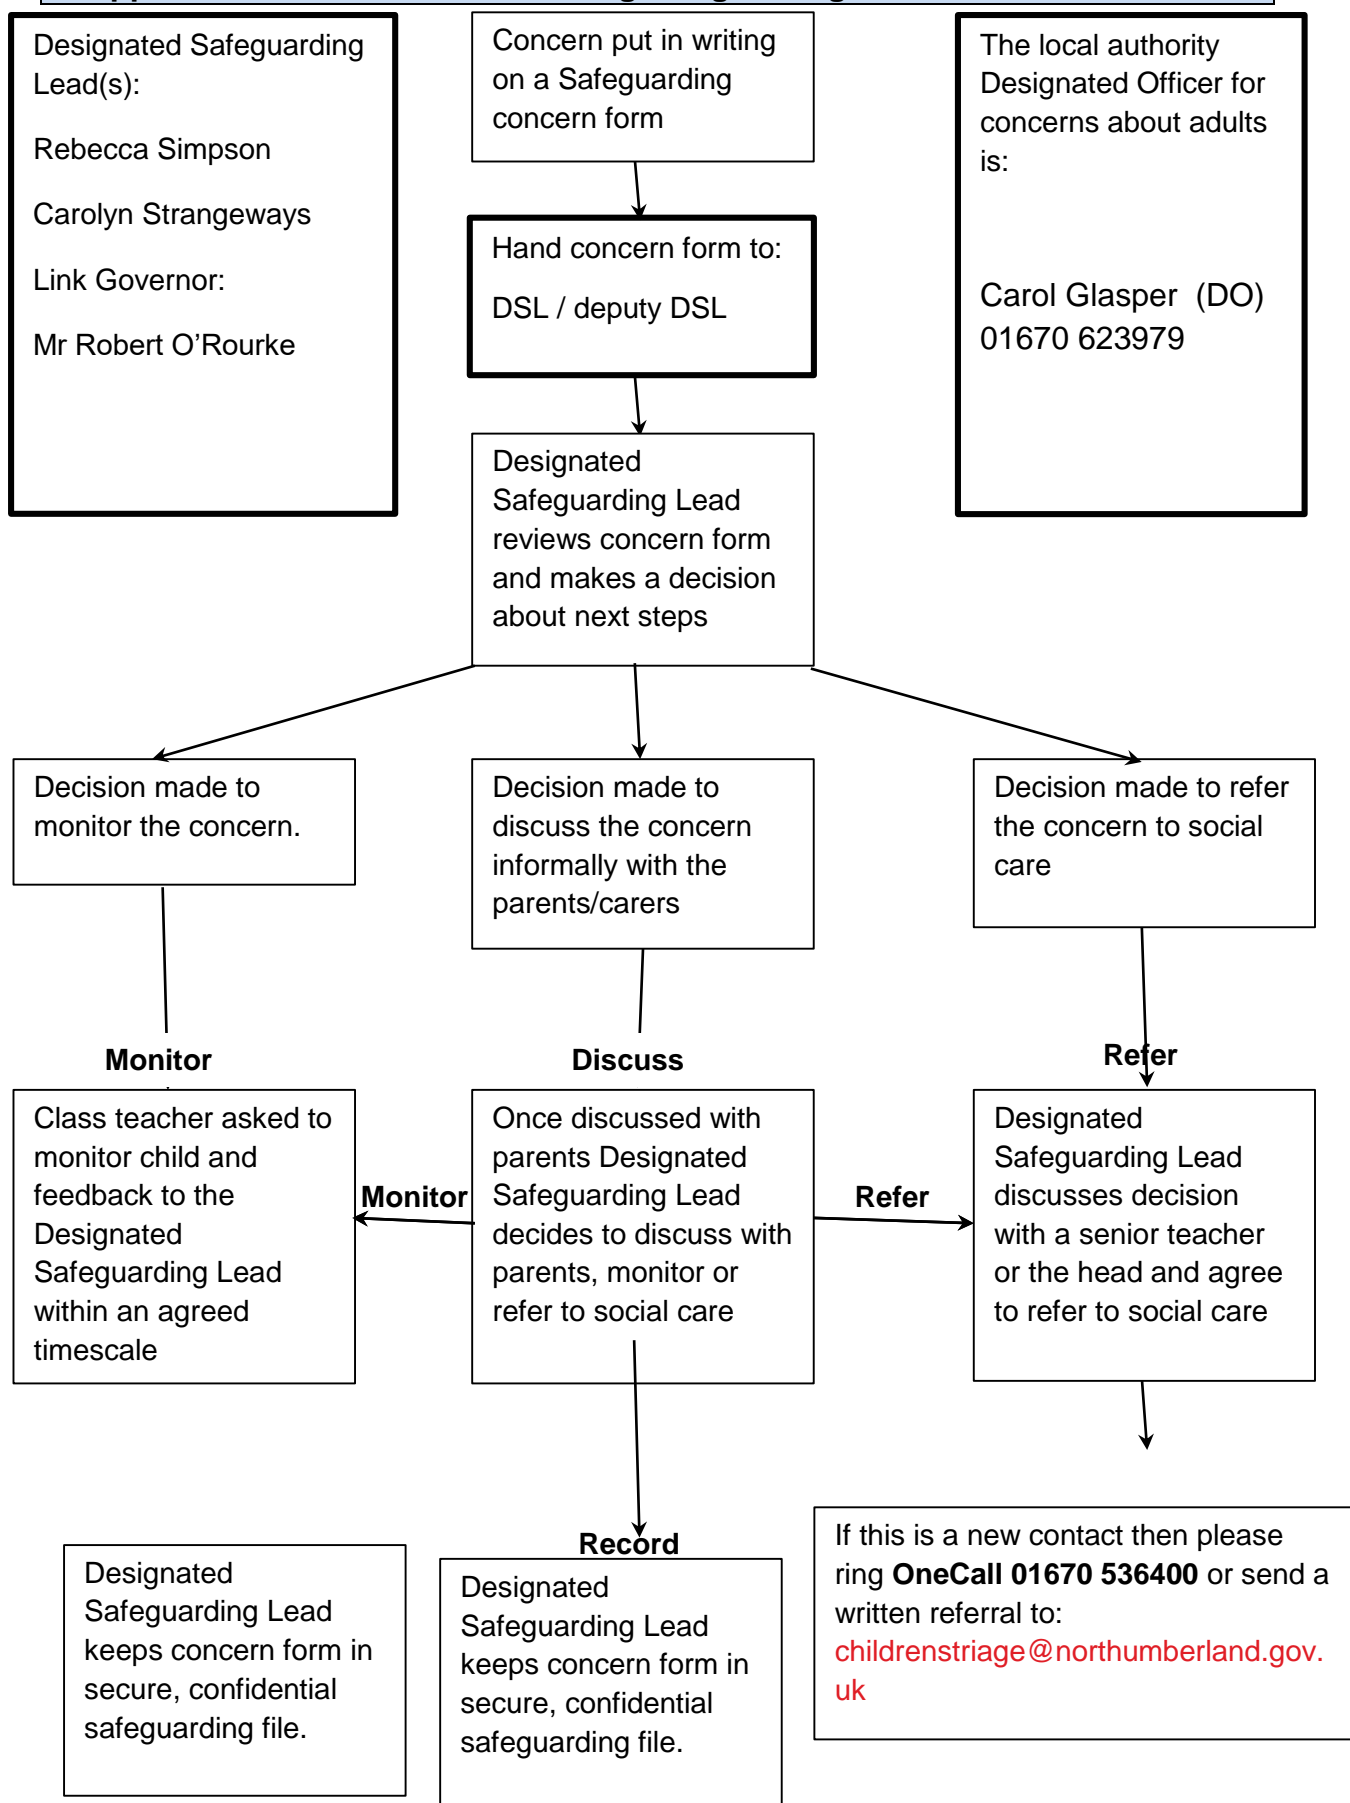 Designated Safeguarding
Lead(s):
Rebecca Simpson
Carolyn Strangeways
Link Governor:
Mr Robert O’Rourke
Concern put in writing
on a Safeguarding
concern form
The local authority
Designated Officer for
concerns about adults
is:
Carol Glasper  (DO)
01670 623979
Hand concern form to:
DSL / deputy DSL
Designated
Safeguarding Lead
reviews concern form
and makes a decision
about next steps
Decision made to
monitor the concern.
Decision made to
discuss the concern
informally with the
parents/carers
Decision made to refer
the concern to social
care
Monitor
Discuss
Refer
Class teacher asked to
monitor child and
feedback to the
Designated
Safeguarding Lead
within an agreed
timescale
Monitor
Once discussed with
parents Designated
Safeguarding Lead
decides to discuss with
parents, monitor or
refer to social care
Refer
Designated
Safeguarding Lead
discusses decision
with a senior teacher
or the head and agree
to refer to social care
Designated
Safeguarding Lead
keeps concern form in
secure, confidential
safeguarding file.
Record
Designated
Safeguarding Lead
keeps concern form in
secure, confidential
safeguarding file.
If this is a new contact then please
ring OneCall 01670 536400 or send a
written referral to:
childrenstriage@northumberland.gov.
uk